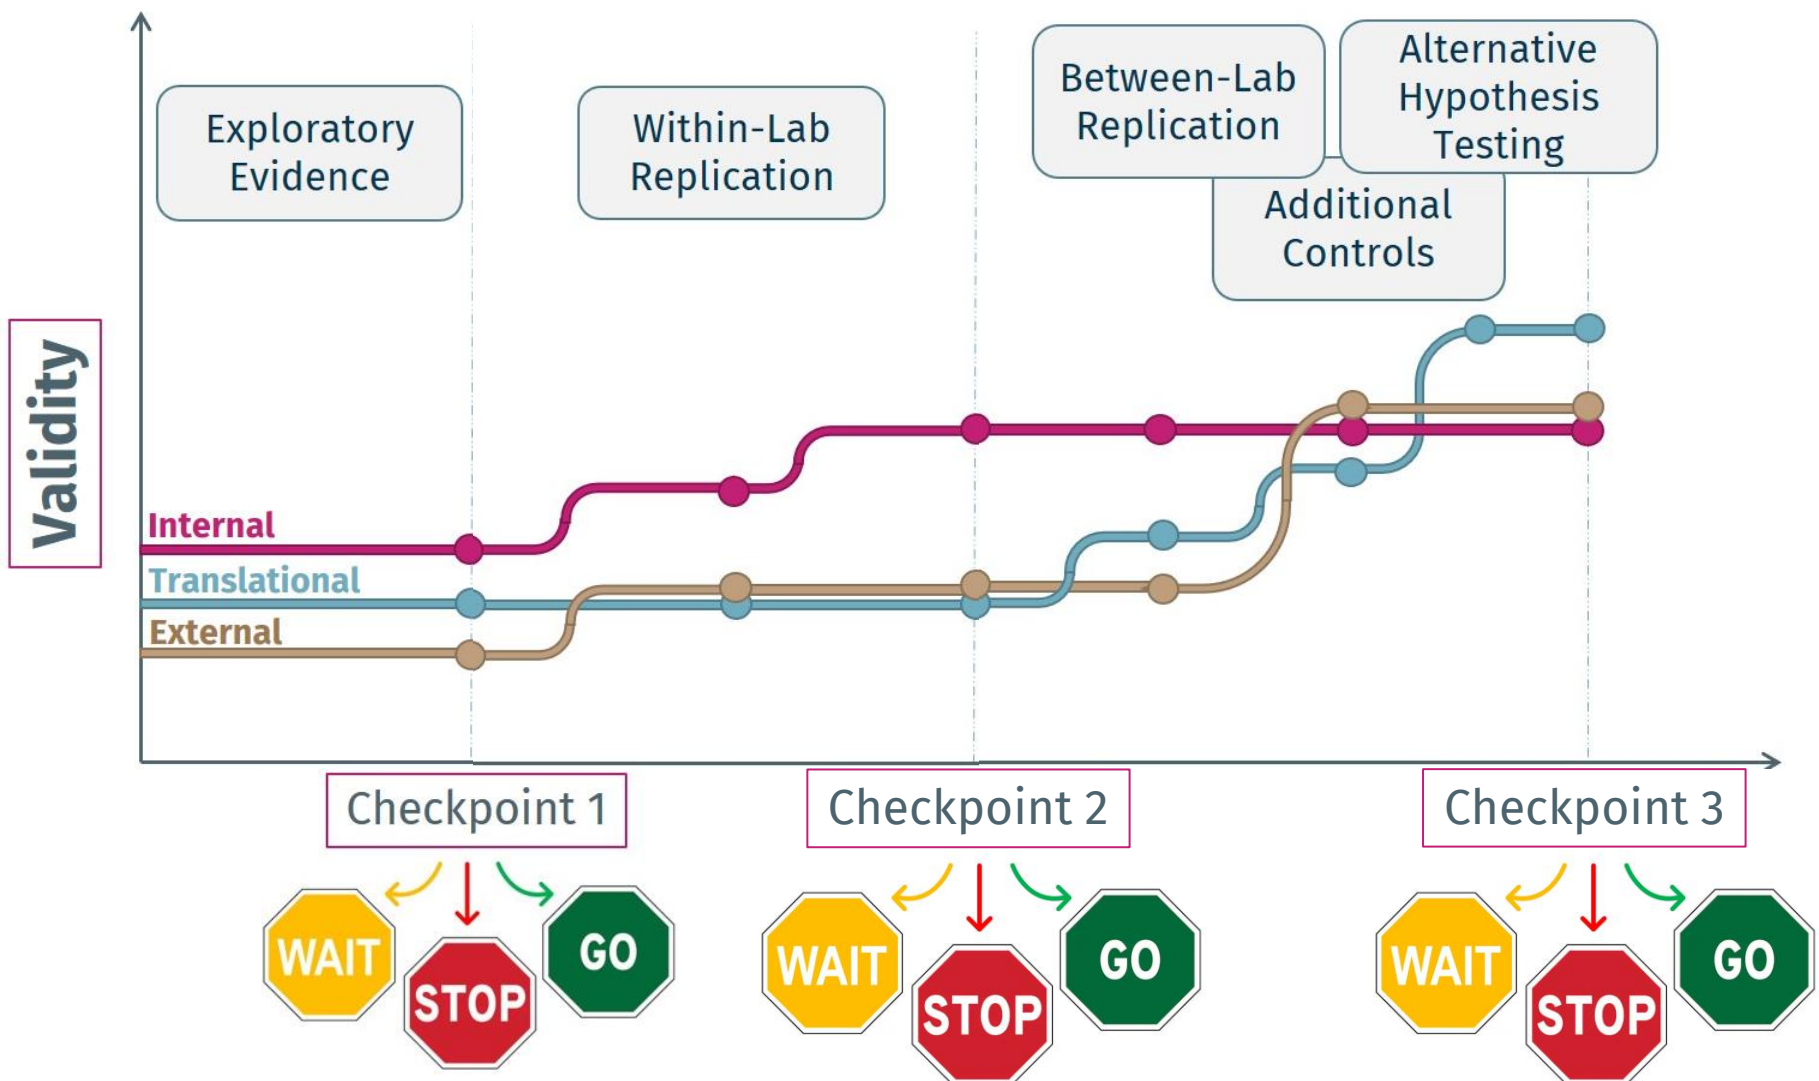 Exploratory
Evidence
Within-Lab
Replication
Between-Lab
Replication
Alternative
Hypothesis
Testing
Additional
Controls
Validity
Internal
Translational
External
Checkpoint 1
Checkpoint 2
Checkpoint 3
WAIT
STOP
GO
WAIT
STOP
GO
WAIT
STOP
GO